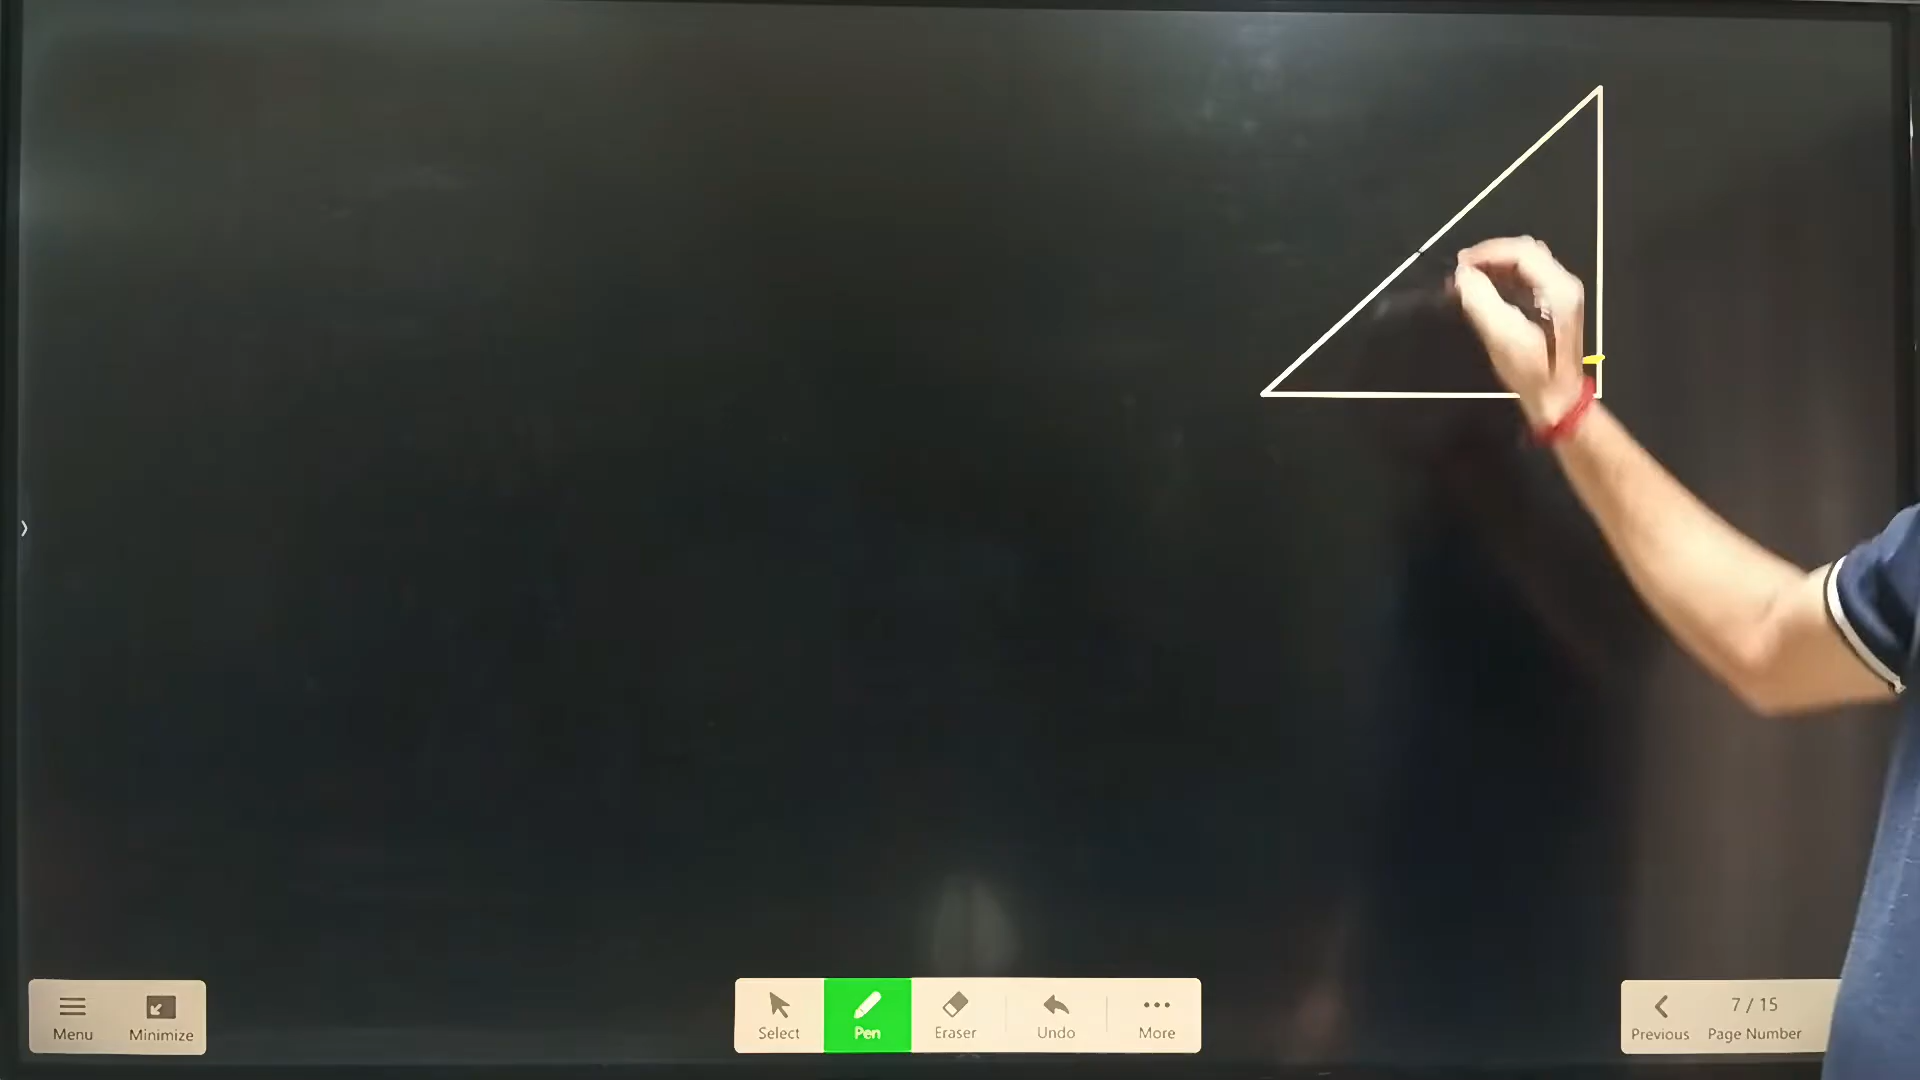 Menu
Minimize
Select
Pen
Eraser
Undo
More
Previous
7 / 15
Page Number